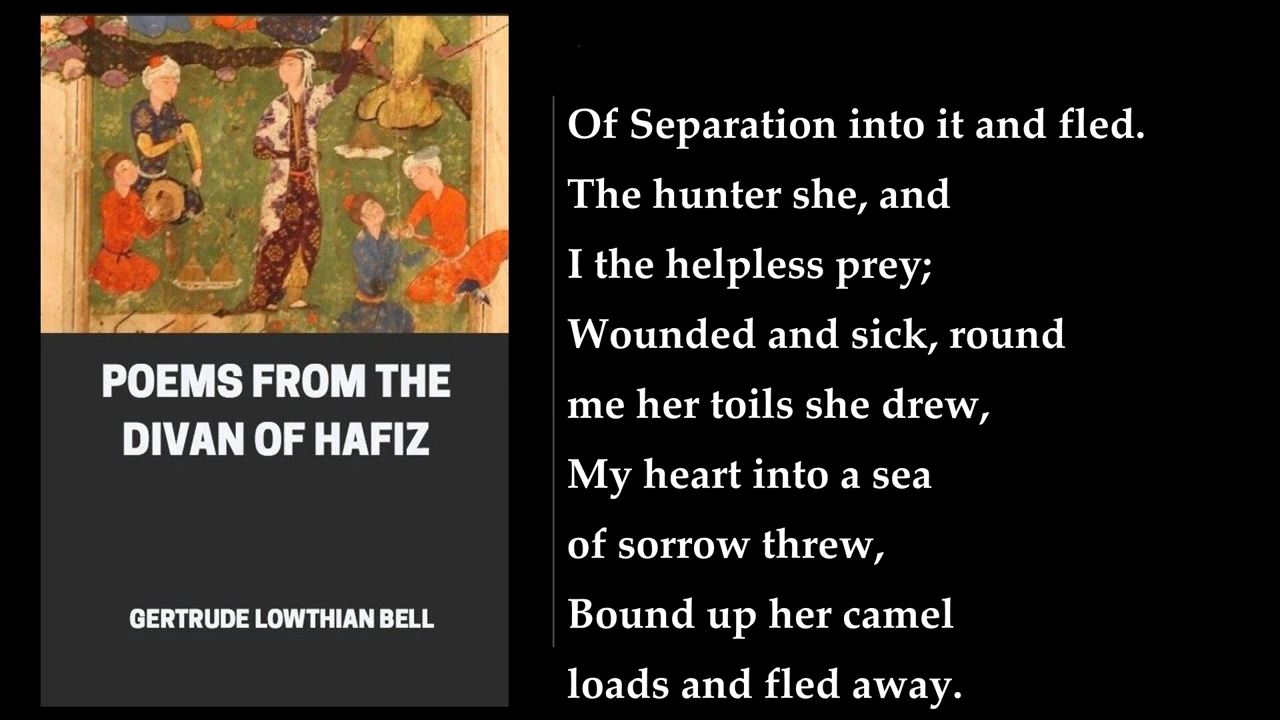 POEMS FROM THE
DIVAN OF HAFIZ
GERTRUDE LOWTHIAN BELL
Of Separation into it and fled.
The hunter she, and
I the helpless prey;
Wounded and sick, round
me her toils she drew,
My heart into a sea
of sorrow threw,
Bound up her camel
loads and fled away.